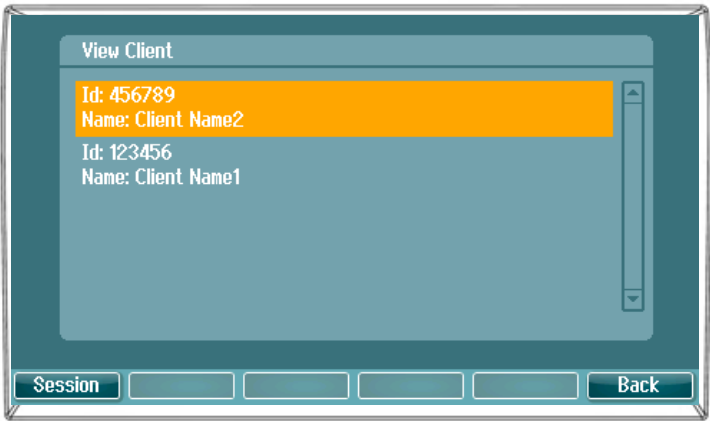 View Client
Id: 456789
Name: Client Name2
Id: 123456
Name: Client Name1
Session
Back